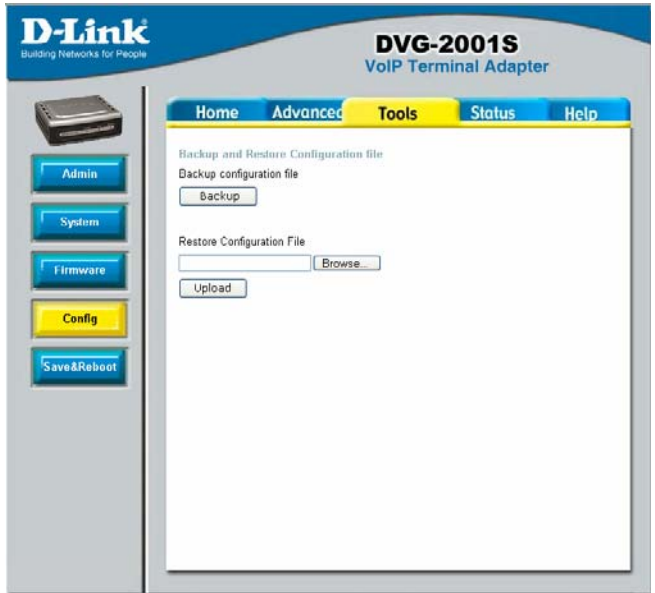 D-Link
Building Networks for People
DVG-2001S
VoIP Terminal Adapter
Home Advanced Tools Status Help
Admin
System
Firmware
Config
Save&Reboot
Backup and Restore Configuration file
Backup configuration file
Backup
Restore Configuration File
Browse...
Upload